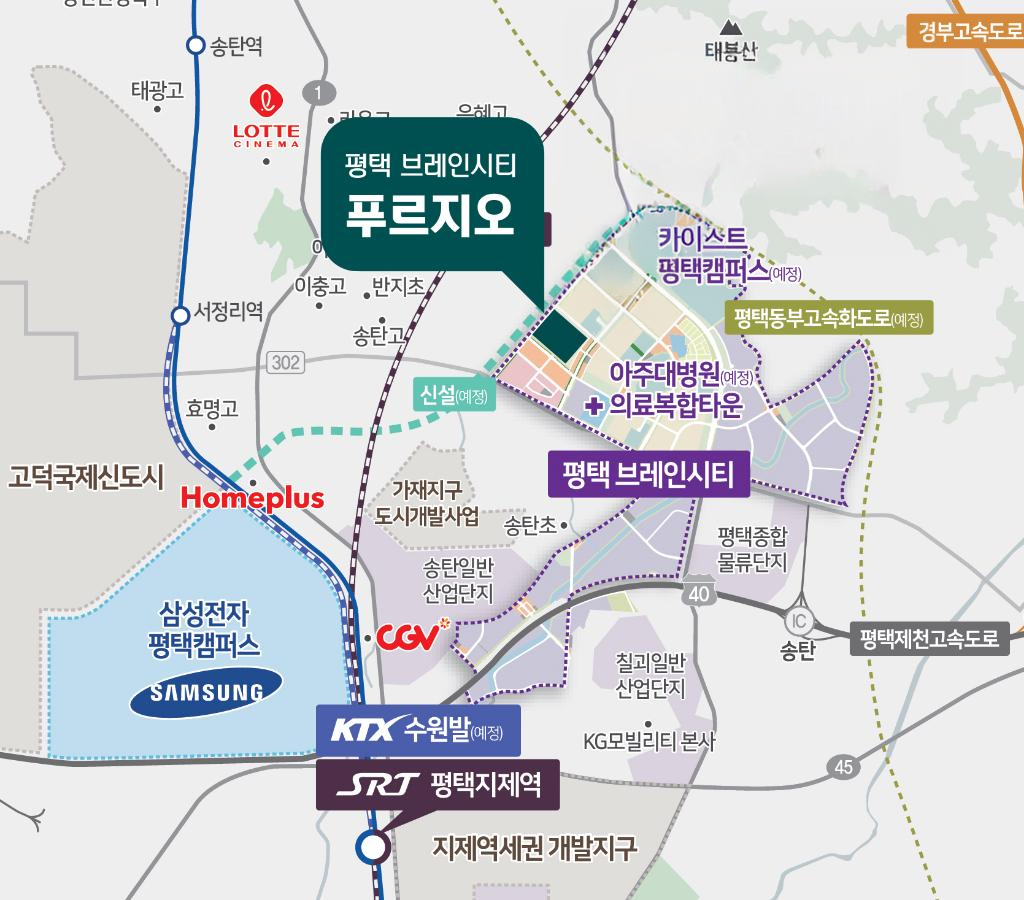 송탄역
태봉산
경부고속도로
태광고
1
LOTTE
CINEMA
은혜고
평택 브레인시티
푸르지오
카이스트
평택캠퍼스(예정)
이충고
반지초
서정리역
평택동부고속화도로(예정)
송탄고
302
아주대병원(예정)
+ 의료복합타운
신설(예정)
효명고
고덕국제신도시
Homeplus
평택 브레인시티
가재지구
도시개발사업
송탄초
평택종합
물류단지
송탄일반
산업단지
40
삼성전자
평택캠퍼스
SAMSUNG
CGV
IC
송탄
평택제천고속도로
칠괴일반
산업단지
KTX 수원발(예정)
KG모빌리티 본사
45
SRT 평택지제역
지제역세권 개발지구